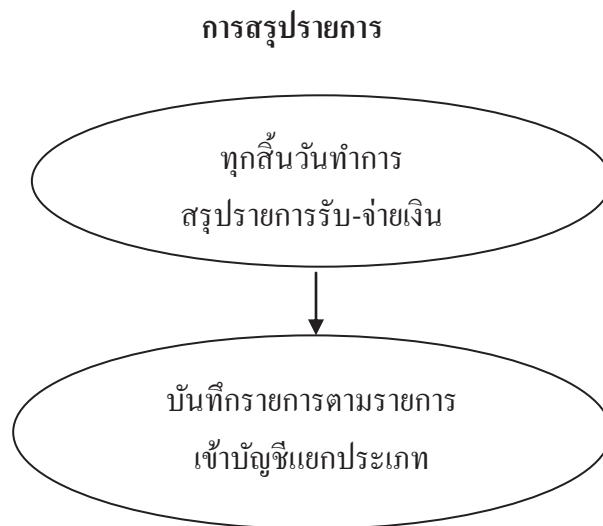 การสรุปรายการ
ทุกสิ้นวันทำการ
สรุปรายการรับ-จ่ายเงิน
บันทึกรายการตามรายการ
เข้าบัญชีแยกประเภท